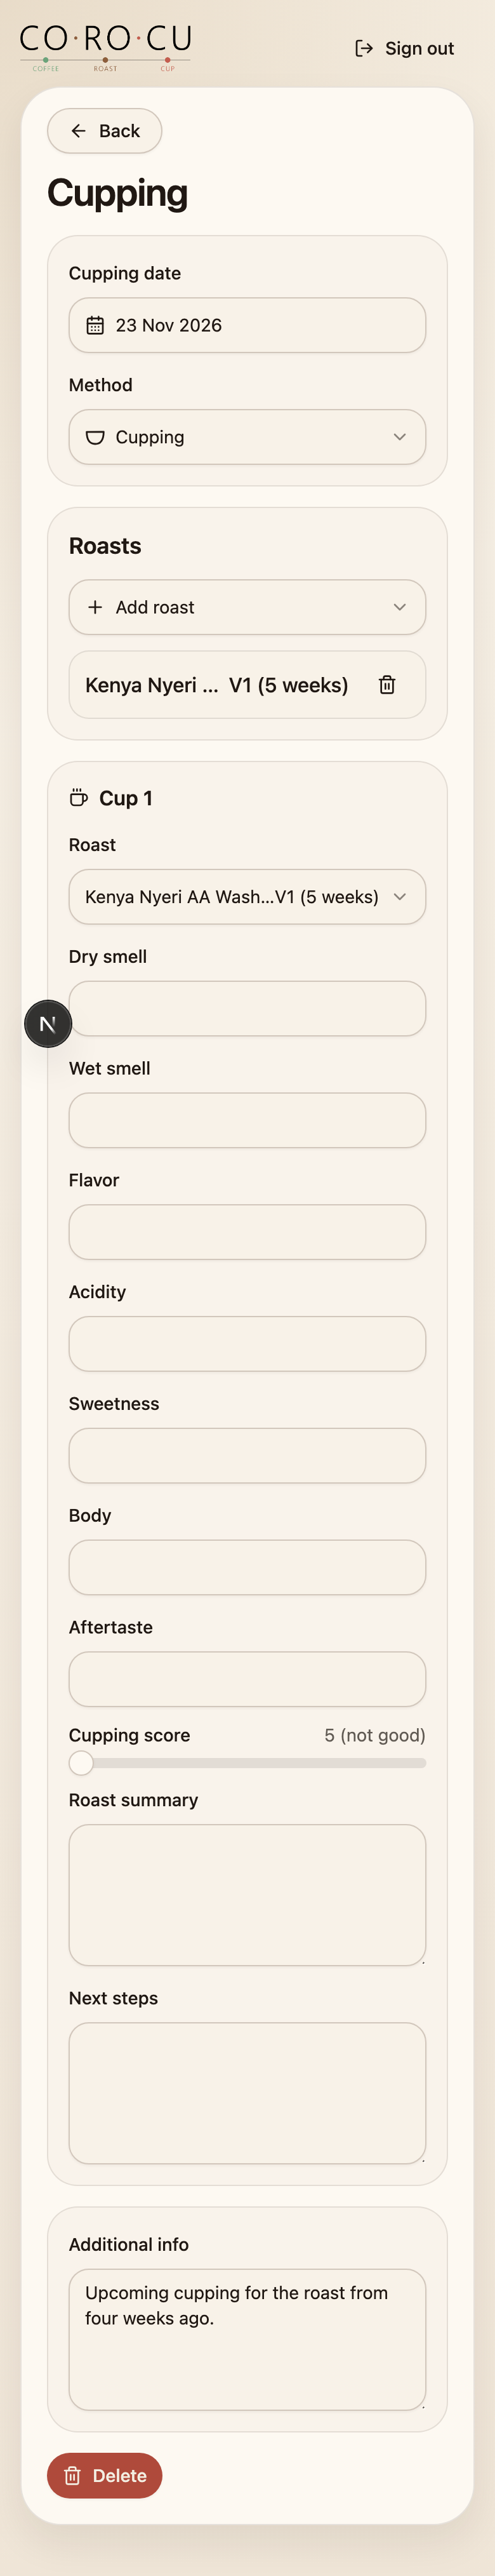 CO·RO·CU
COFFEE ROAST CUP
Sign out
Back
Cupping
Cupping date
23 Nov 2026
Method
Cupping
Roasts
Add roast
Kenya Nyeri ... V1 (5 weeks)
Cup 1
Roast
Kenya Nyeri AA Wash...V1 (5 weeks)
Dry smell
N
Wet smell
Flavor
Acidity
Sweetness
Body
Aftertaste
Cupping score 5 (not good)
Roast summary
Next steps
Additional info
Upcoming cupping for the roast from
four weeks ago.
Delete